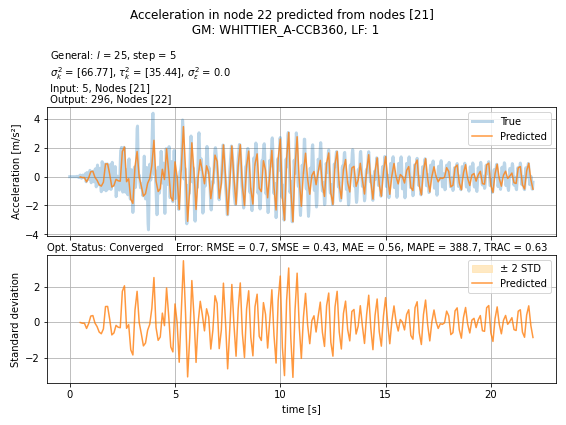 Acceleration in node 22 predicted from nodes [21]
GM: WHITTIER_A-CCB360, LF: 1
General: l = 25, step = 5
σ²ₖ = [66.77], τ²ₖ = [35.44], σ²ε = 0.0
Input: 5, Nodes [21]
Output: 296, Nodes [22]
Acceleration [m/s²]
4
2
0
−2
−4
True
Predicted
Opt. Status: Converged Error: RMSE = 0.7, SMSE = 0.43, MAE = 0.56, MAPE = 388.7, TRAC = 0.63
Standard deviation
2
0
−2
± 2 STD
Predicted
0 5 10 15 20
time [s]